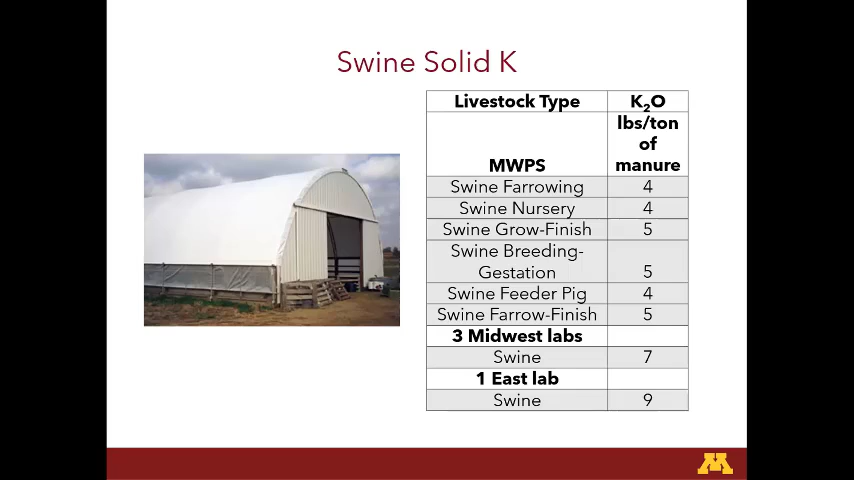 Swine Solid K
Livestock Type K₂O
MWPS lbs/ton of manure
Swine Farrowing 4
Swine Nursery 4
Swine Grow-Finish 5
Swine Breeding-
Gestation 5
Swine Feeder Pig 4
Swine Farrow-Finish 5
3 Midwest labs
Swine 7
1 East lab
Swine 9
M